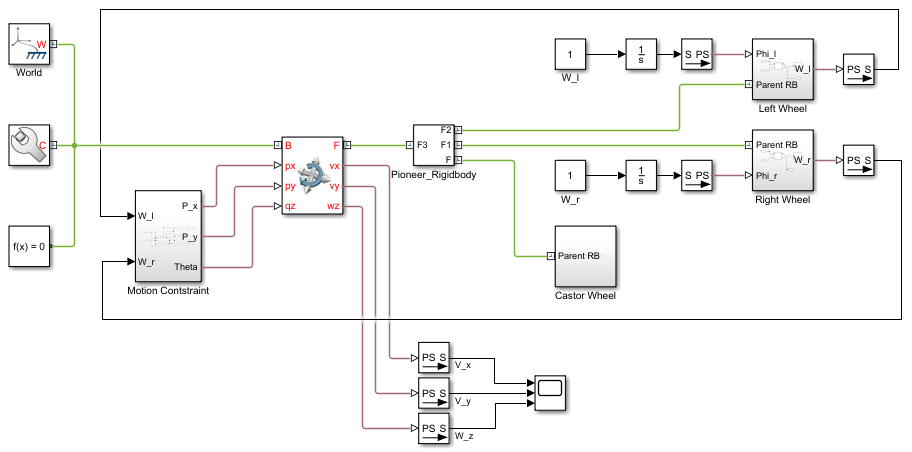 W
World
C
f(x) = 0
W_l
W_r
P_x
P_y
Theta
Motion Contstraint
B
px
py
qz
F
vx
vy
wz
F3
F2
F1
F
Pioneer_Rigidbody
1
W_l
1
s
S PS
Phi_l
Parent RB
W_l
Left Wheel
PS S
1
W_r
1
s
S PS
Parent RB
Phi_r
W_r
Right Wheel
PS S
Parent RB
Castor Wheel
PS S
V_x
PS S
V_y
PS S
W_z